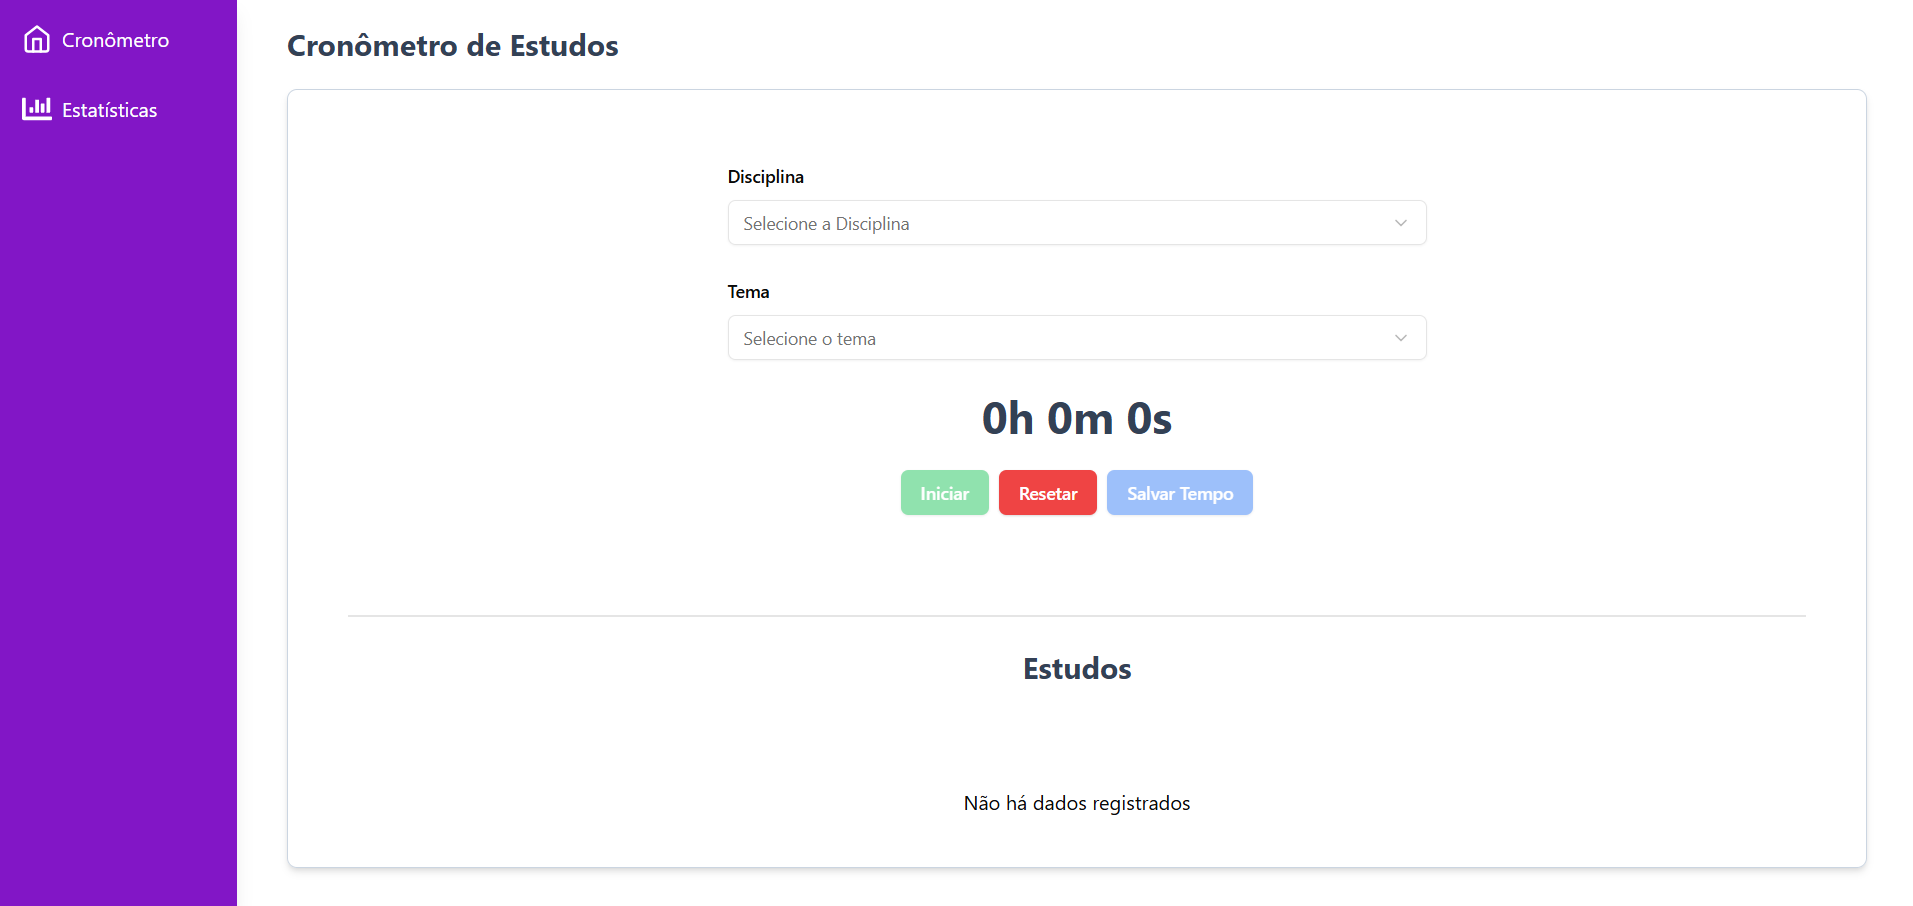 Cronômetro
Estatísticas
Cronômetro de Estudos
Disciplina
Selecione a Disciplina
Tema
Selecione o tema
0h 0m 0s
Iniciar Resetar Salvar Tempo
Estudos
Não há dados registrados